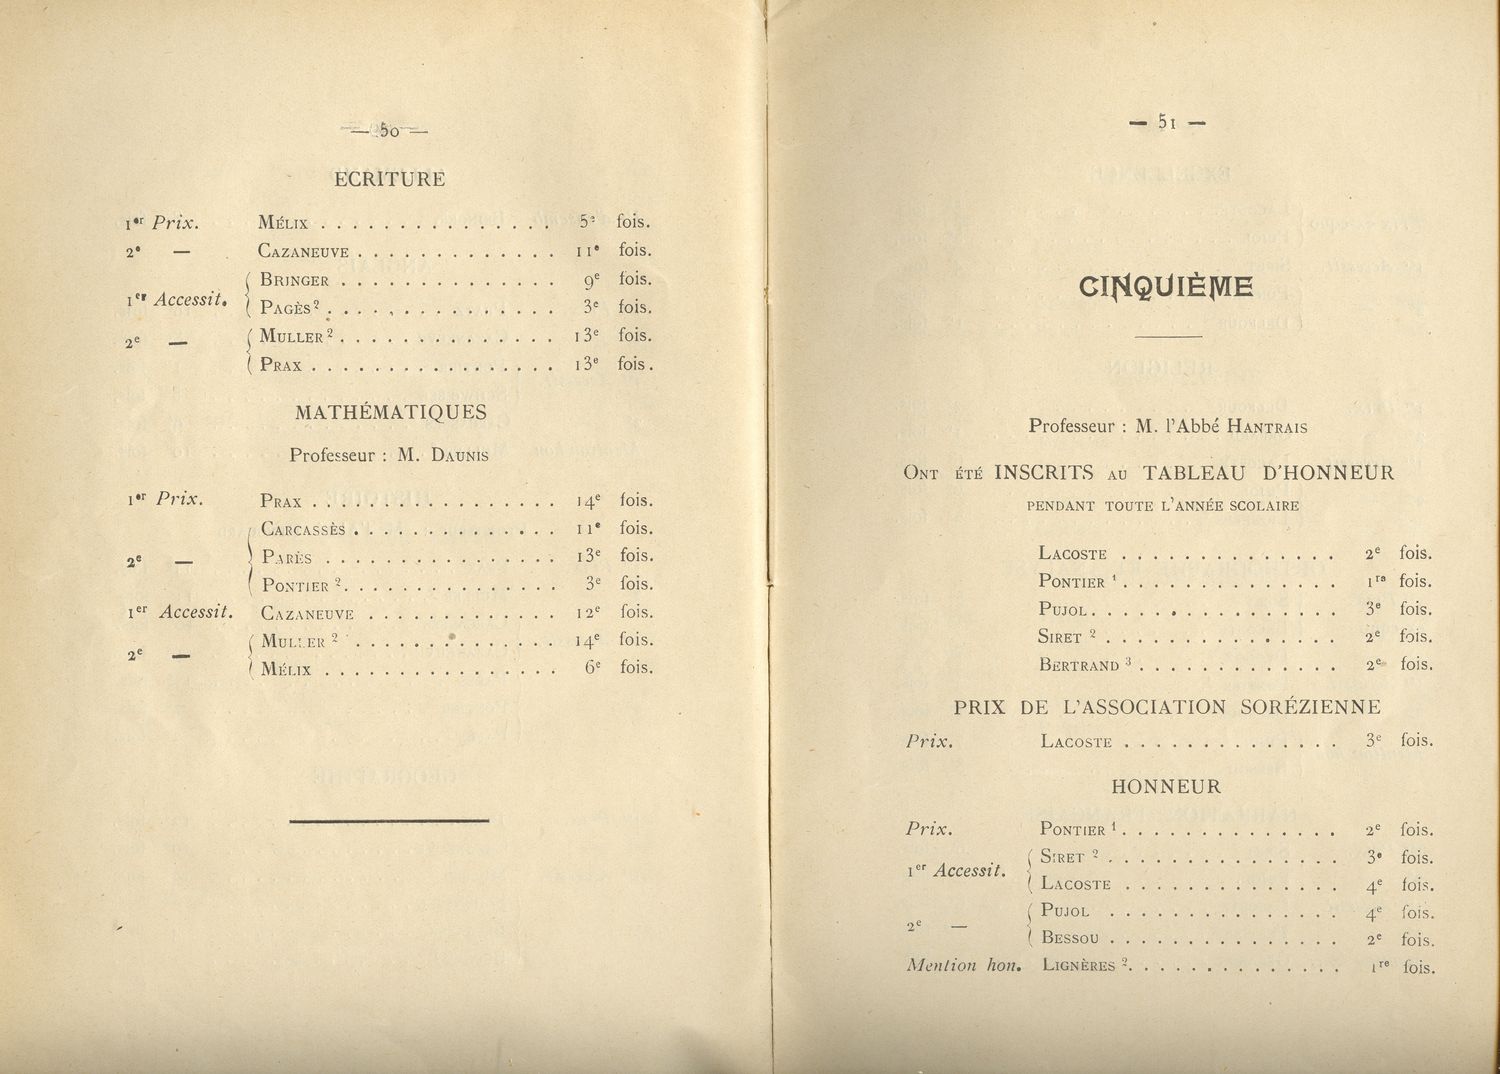 — 50 —
ECRITURE
1er Prix. MÉLIX . . . . . . . . . . . . . . . 5e fois.
2e — CAZANEUVE . . . . . . . . . . . . . 11e fois.
BRINGER . . . . . . . . . . . . . . 9e fois.
1er Accessit.
PAGÈS 2 . . . . . . . . . . . . . . . 3e fois.
MULLER 2 . . . . . . . . . . . . . . 13e fois.
2e —
PRAX . . . . . . . . . . . . . . . . 13e fois.
MATHÉMATIQUES
Professeur : M. DAUNIS
1er Prix. PRAX . . . . . . . . . . . . . . . . 14e fois.
CARCASSÈS . . . . . . . . . . . . . 11e fois.
2e — PARÈS . . . . . . . . . . . . . . . 13e fois.
PONTIER 2 . . . . . . . . . . . . . . 3e fois.
1er Accessit. CAZANEUVE . . . . . . . . . . . . 12e fois.
MULLER 2 . . . . . . . . . . . . . 14e fois.
2e —
MÉLIX . . . . . . . . . . . . . . . 6e fois.
— 51 —
CINQUIÈME
Professeur : M. l'Abbé HANTRAIS
ONT ÉTÉ INSCRITS AU TABLEAU D'HONNEUR
PENDANT TOUTE L'ANNÉE SCOLAIRE
LACOSTE . . . . . . . . . . . . . . 2e fois.
PONTIER 1 . . . . . . . . . . . . . . 1re fois.
PUJOL . . . . . . . . . . . . . . . . 3e fois.
SIRET 2 . . . . . . . . . . . . . . . 2e fois.
BERTRAND 3 . . . . . . . . . . . . . 2e fois.
PRIX DE L'ASSOCIATION SORÉZIENNE
Prix. LACOSTE . . . . . . . . . . . . . . 3e fois.
HONNEUR
Prix. PONTIER 1 . . . . . . . . . . . . . . 2e fois.
SIRET 2 . . . . . . . . . . . . . . . 3e fois.
1er Accessit.
LACOSTE . . . . . . . . . . . . . . 4e fois.
PUJOL . . . . . . . . . . . . . . . 4e fois.
2e —
BESSOU . . . . . . . . . . . . . . . 2e fois.
Mention hon. LIGNÈRES 2 . . . . . . . . . . . . . . 1re fois.